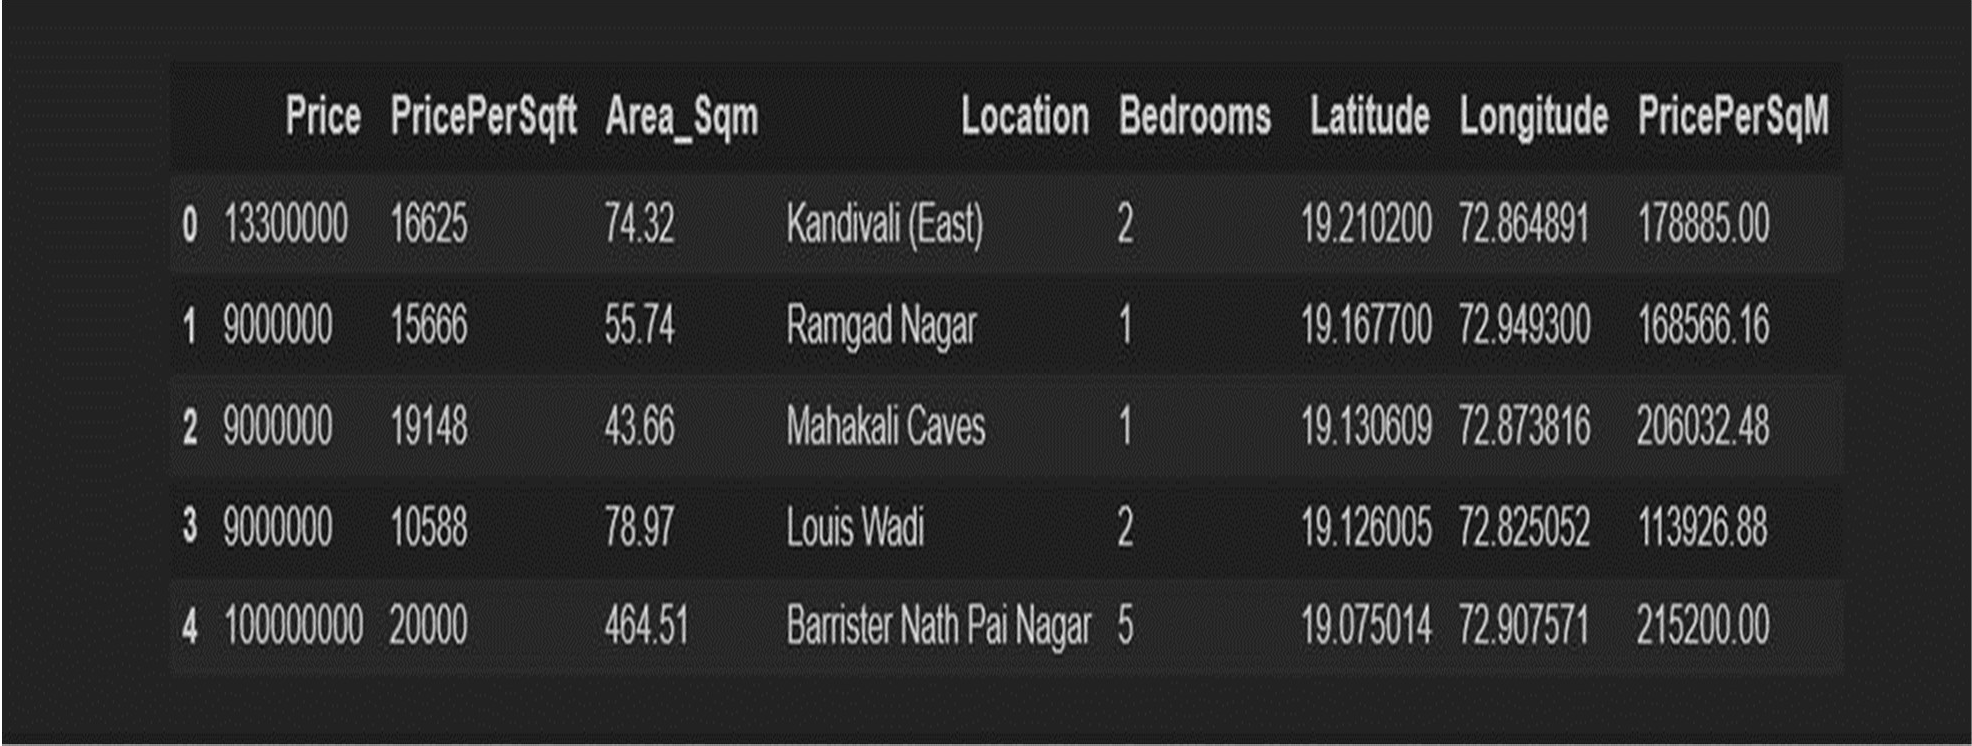 Price PricePerSqft Area_Sqm Location Bedrooms Latitude Longitude PricePerSqM
0 13300000 16625 74.32 Kandivali (East) 2 19.210200 72.864891 178885.00
1 9000000 15666 55.74 Ramgad Nagar 1 19.167700 72.949300 168566.16
2 9000000 19148 43.66 Mahakali Caves 1 19.130609 72.873816 206032.48
3 9000000 10588 78.97 Louis Wadi 2 19.126005 72.825052 113926.88
4 100000000 20000 464.51 Barrister Nath Pai Nagar 5 19.075014 72.907571 215200.00